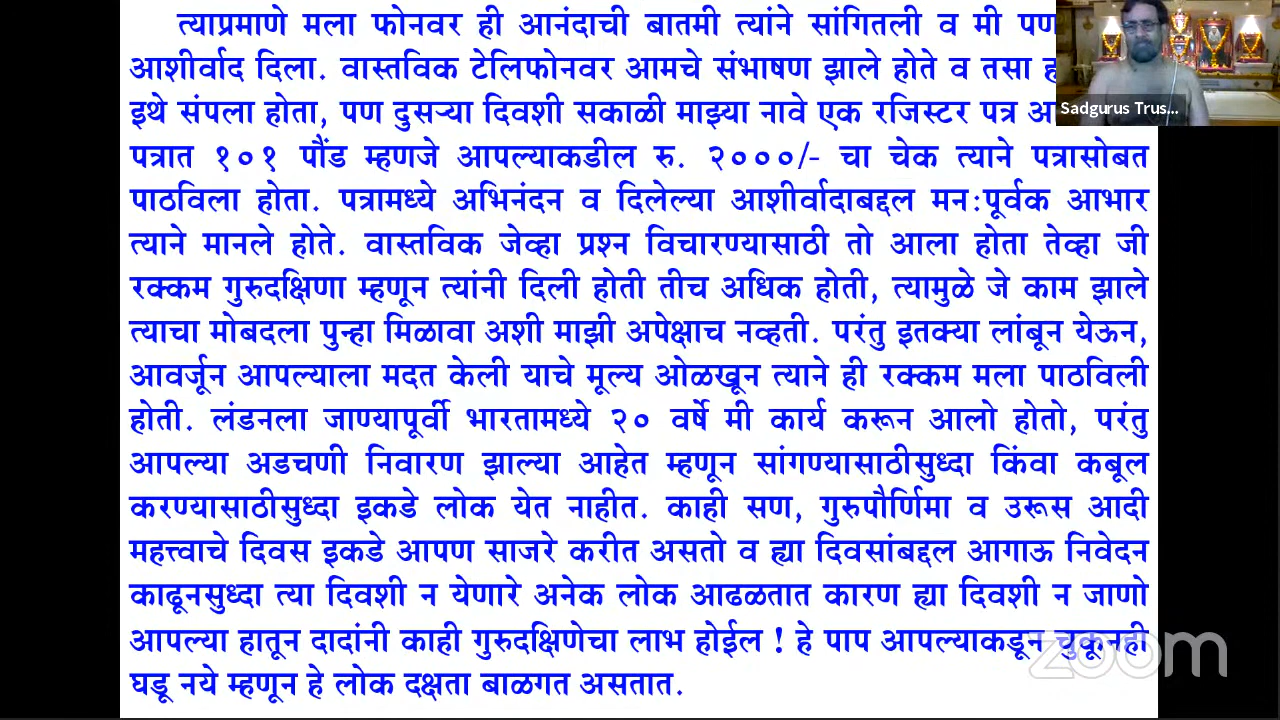 त्याप्रमाणे मला फोनवर ही आनंदाची बातमी त्यांने सांगितली व मी पण
आशीर्वाद दिला. वास्तविक टेलिफोनवर आमचे संभाषण झाले होते व तसा
इथे संपला होता, पण दुसऱ्या दिवशी सकाळी माझ्या नावे एक रजिस्टर पत्र
पत्रात १०१ पौंड म्हणजे आपल्याकडील रु. २०००/- चा चेक त्याने पत्रासोबत
पाठविला होता. पत्रामध्ये अभिनंदन व दिलेल्या आशीर्वादाबद्दल मनःपूर्वक आभार
त्याने मानले होते. वास्तविक जेव्हा प्रश्न विचारण्यासाठी तो आला होता तेव्हा जी
रक्कम गुरुदक्षिणा म्हणून त्यांनी दिली होती तीच अधिक होती, त्यामुळे जे काम झाले
त्याचा मोबदला पुन्हा मिळावा अशी माझी अपेक्षाच नव्हती. परंतु इतक्या लांबून येऊन,
आवर्जून आपल्याला मदत केली याचे मूल्य ओळखून त्याने ही रक्कम मला पाठविली
होती. लंडनला जाण्यापूर्वी भारतामध्ये २० वर्षे मी कार्य करून आलो होतो, परंतु
आपल्या अडचणी निवारण झाल्या आहेत म्हणून सांगण्यासाठीसुध्दा किंवा कबूल
करण्यासाठीसुध्दा इकडे लोक येत नाहीत. काही सण, गुरुपौर्णिमा व उरूस आदी
महत्त्वाचे दिवस इकडे आपण साजरे करीत असतो व ह्या दिवसांबद्दल आगाऊ निवेदन
काढूनसुध्दा त्या दिवशी न येणारे अनेक लोक आढळतात कारण ह्या दिवशी न जाणो
आपल्या हातून दादांनी काही गुरुदक्षिणेचा लाभ होईल ! हे पाप आपल्याकडून चुकूनही
घडू नये म्हणून हे लोक दक्षता बाळगत असतात.
Sadgurus Trus...
zoom